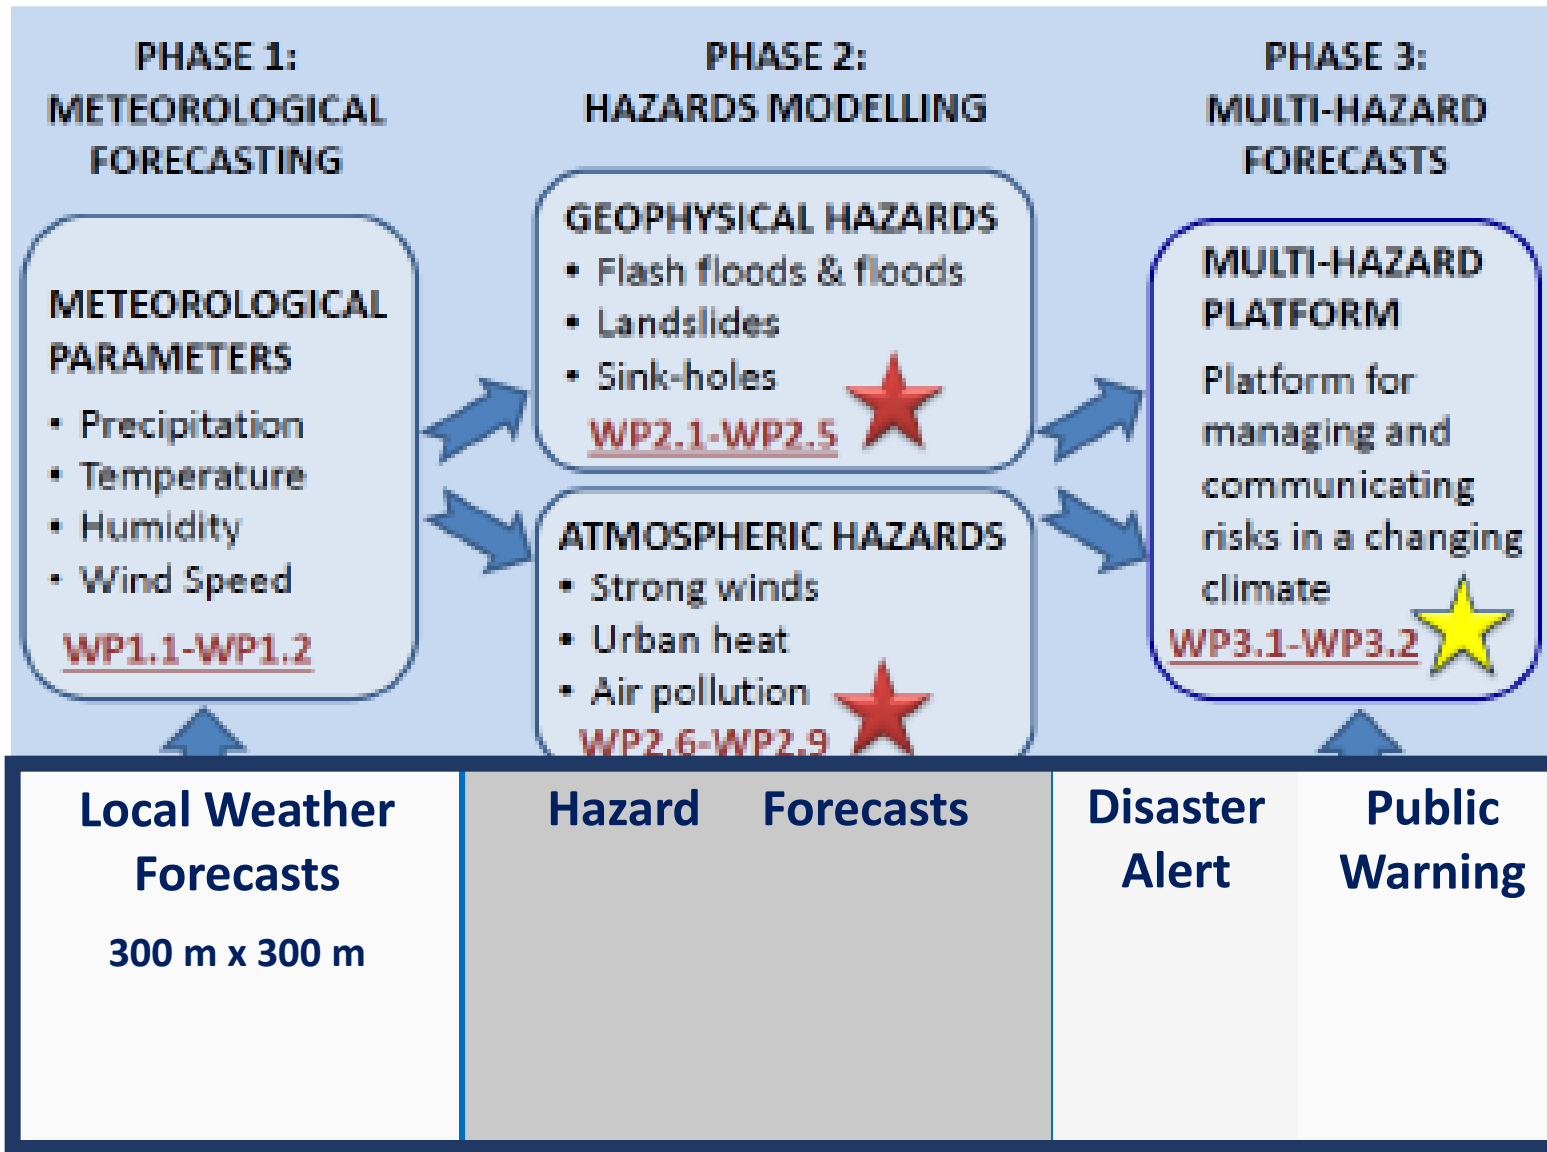 PHASE 1:
METEOROLOGICAL
FORECASTING
METEOROLOGICAL
PARAMETERS
• Precipitation
• Temperature
• Humidity
• Wind Speed
WP1.1-WP1.2
PHASE 2:
HAZARDS MODELLING
GEOPHYSICAL HAZARDS
• Flash floods & floods
• Landslides
• Sink-holes
WP2.1-WP2.5
ATMOSPHERIC HAZARDS
• Strong winds
• Urban heat
• Air pollution
WP2.6-WP2.9
PHASE 3:
MULTI-HAZARD
FORECASTS
MULTI-HAZARD
PLATFORM
Platform for
managing and
communicating
risks in a changing
climate
WP3.1-WP3.2
Local Weather
Forecasts
300 m x 300 m
Hazard Forecasts
Disaster
Alert
Public
Warning